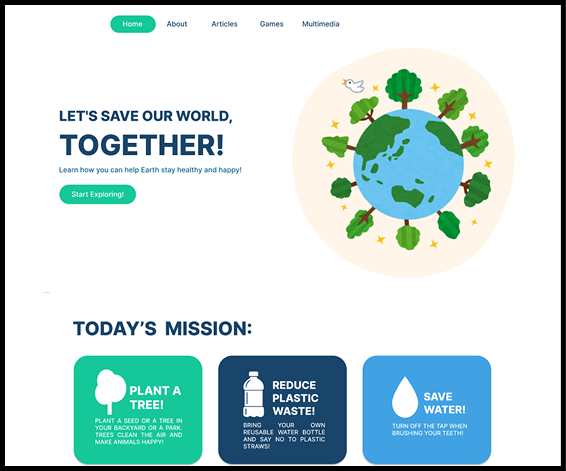 Home About Articles Games Multimedia
LET'S SAVE OUR WORLD,
TOGETHER!
Learn how you can help Earth stay healthy and happy!
Start Exploring!
TODAY'S MISSION:
PLANT A
TREE!
PLANT A SEED OR A TREE IN
YOUR BACKYARD OR A PARK.
TREES CLEAN THE AIR AND
MAKE ANIMALS HAPPY!
REDUCE
PLASTIC
WASTE!
BRING YOUR OWN
REUSABLE WATER BOTTLE
AND SAY NO TO PLASTIC
STRAWS!
SAVE
WATER!
TURN OFF THE TAP WHEN
BRUSHING YOUR TEETH!